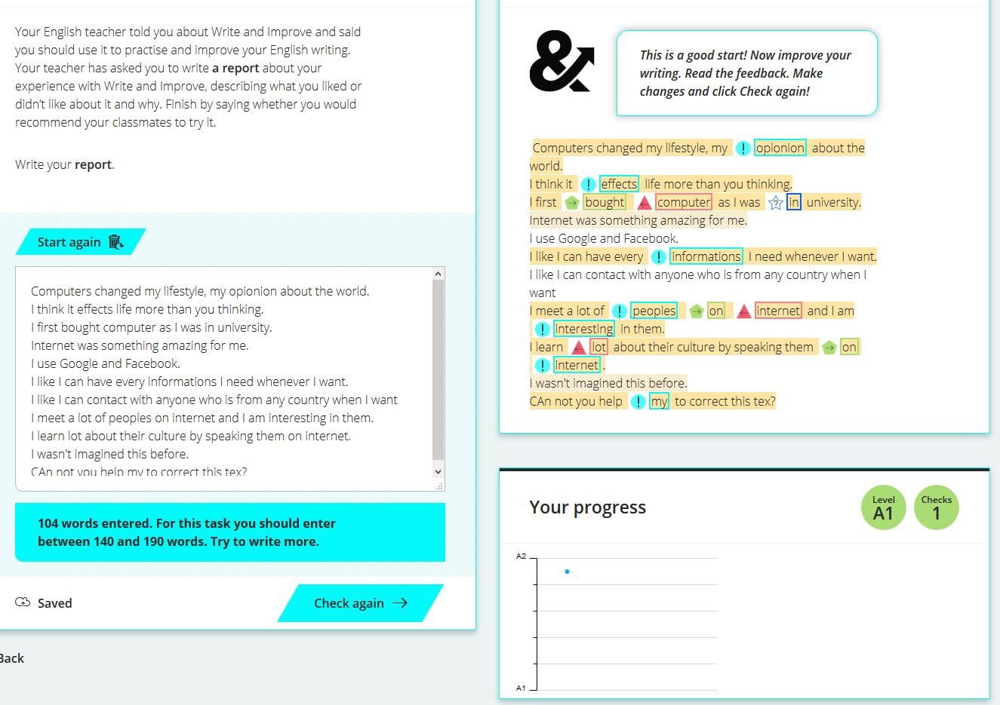 Your English teacher told you about Write and Improve and said
you should use it to practise and improve your English writing.
Your teacher has asked you to write a report about your
experience with Write and Improve, describing what you liked or
didn't like about it and why. Finish by saying whether you would
recommend your classmates to try it.
Write your report.
Start again
Computers changed my lifestyle, my opionion about the world.
I think it effects life more than you thinking.
I first bought computer as I was in university.
Internet was something amazing for me.
I use Google and Facebook.
I like I can have every informations I need whenever I want.
I like I can contact with anyone who is from any country when I want
I meet a lot of peoples on internet and I am interesting in them.
I learn lot about their culture by speaking them on internet.
I wasn't imagined this before.
CAn not you help my to correct this tex?
104 words entered. For this task you should enter
between 140 and 190 words. Try to write more.
Saved
Check again
Back
&
This is a good start! Now improve your
writing. Read the feedback. Make
changes and click Check again!
Computers changed my lifestyle, my ! opionion about the
world.
I think it ! effects life more than you thinking.
I first bought computer as I was ? in university.
Internet was something amazing for me.
I use Google and Facebook.
I like I can have every ! informations I need whenever I want.
I like I can contact with anyone who is from any country when I
want
I meet a lot of ! peoples on internet and I am
! interesting in them.
I learn lot about their culture by speaking them on
! internet .
I wasn't imagined this before.
CAn not you help ! my to correct this tex?
Your progress
Level
A1
Checks
1
A2
A1